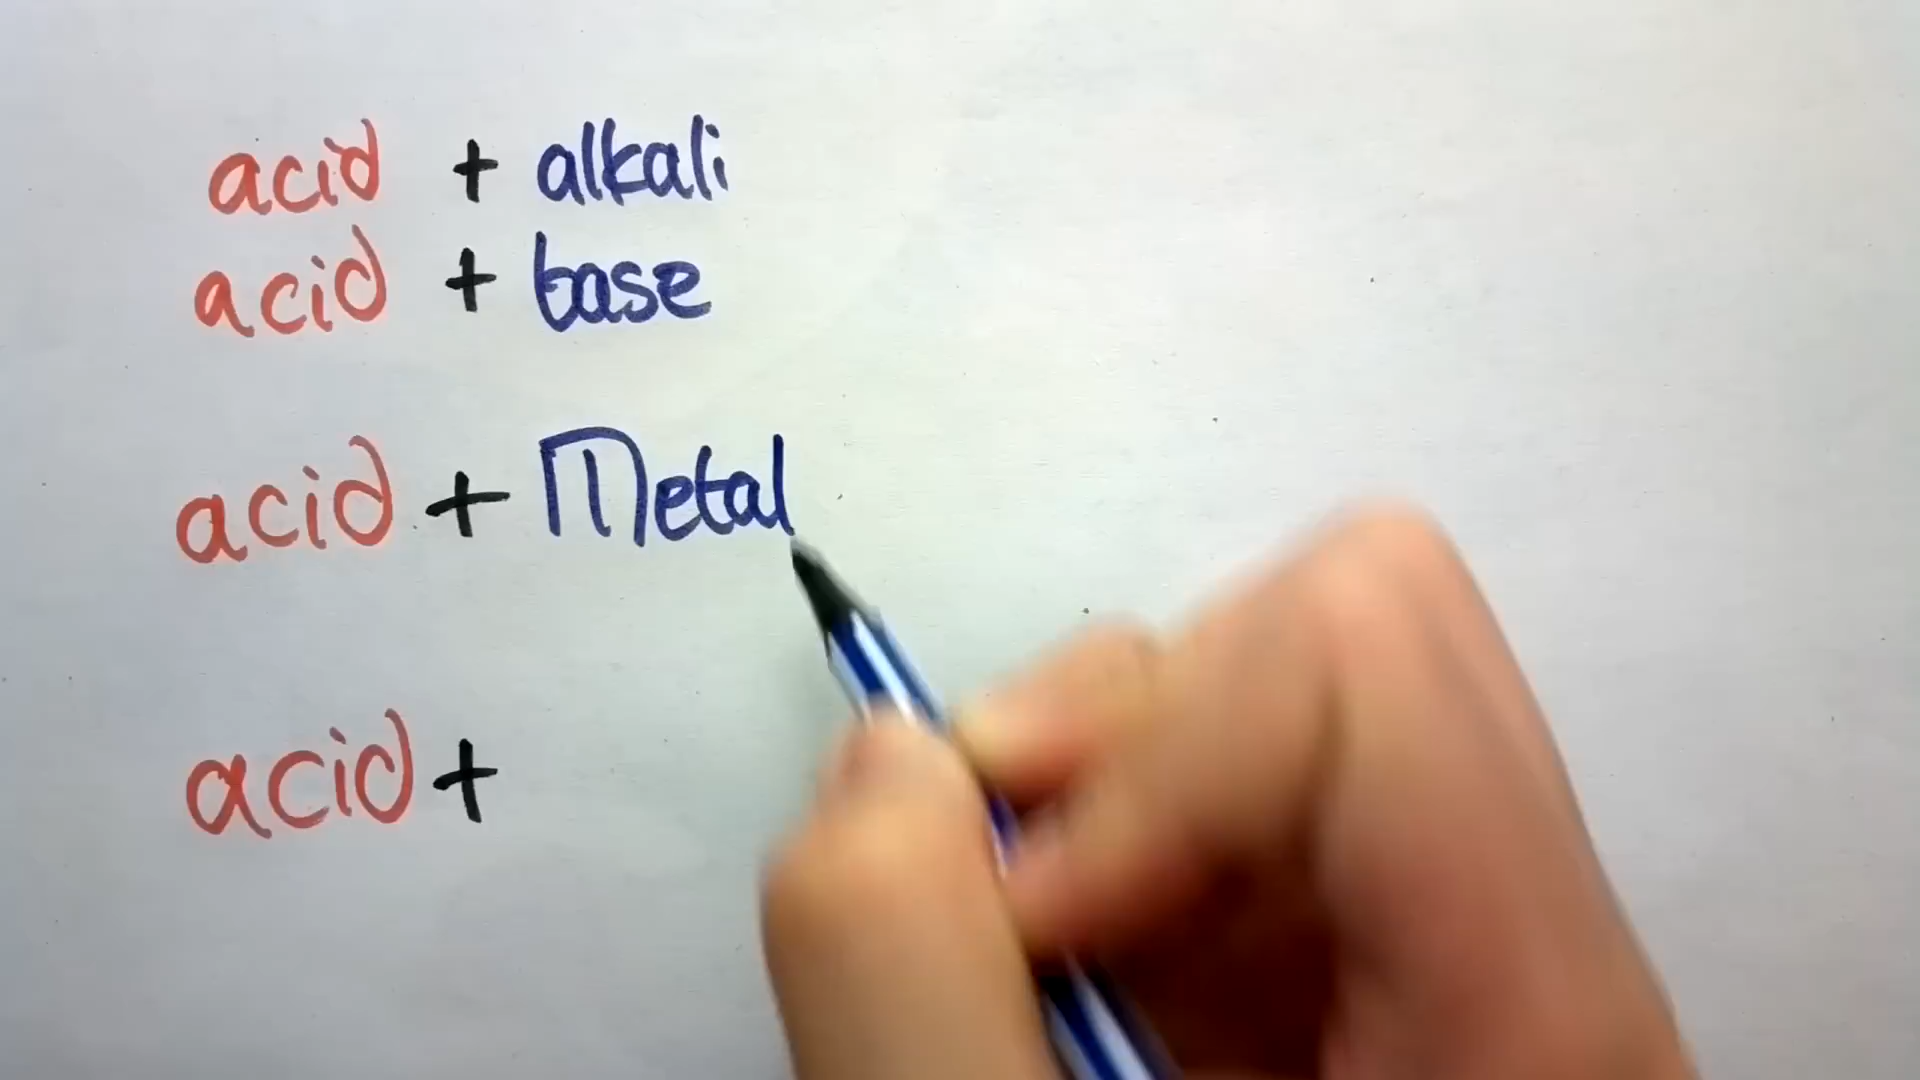 acid + alkali
acid + base
acid + Metal
acid +